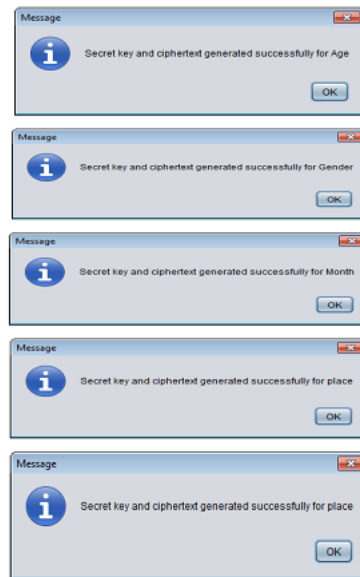 Message
Secret key and ciphertext generated successfully for Age
OK
Message
Secret key and ciphertext generated successfully for Gender
OK
Message
Secret key and ciphertext generated successfully for Month
OK
Message
Secret key and ciphertext generated successfully for place
OK
Message
Secret key and ciphertext generated successfully for place
OK